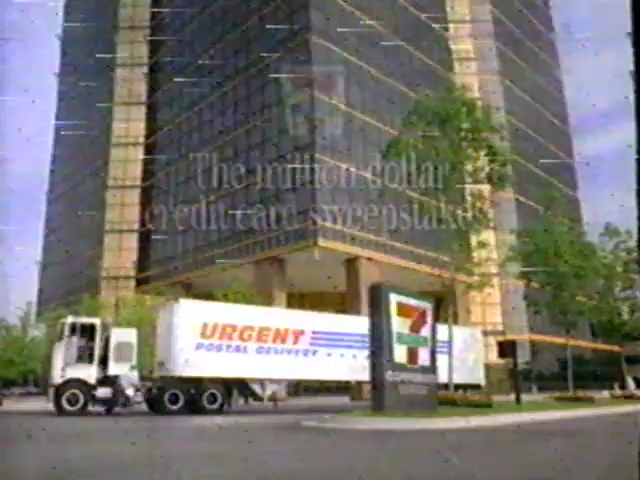 The million dollar
credit card sweepstakes
URGENT
POSTAL DELIVERY
7